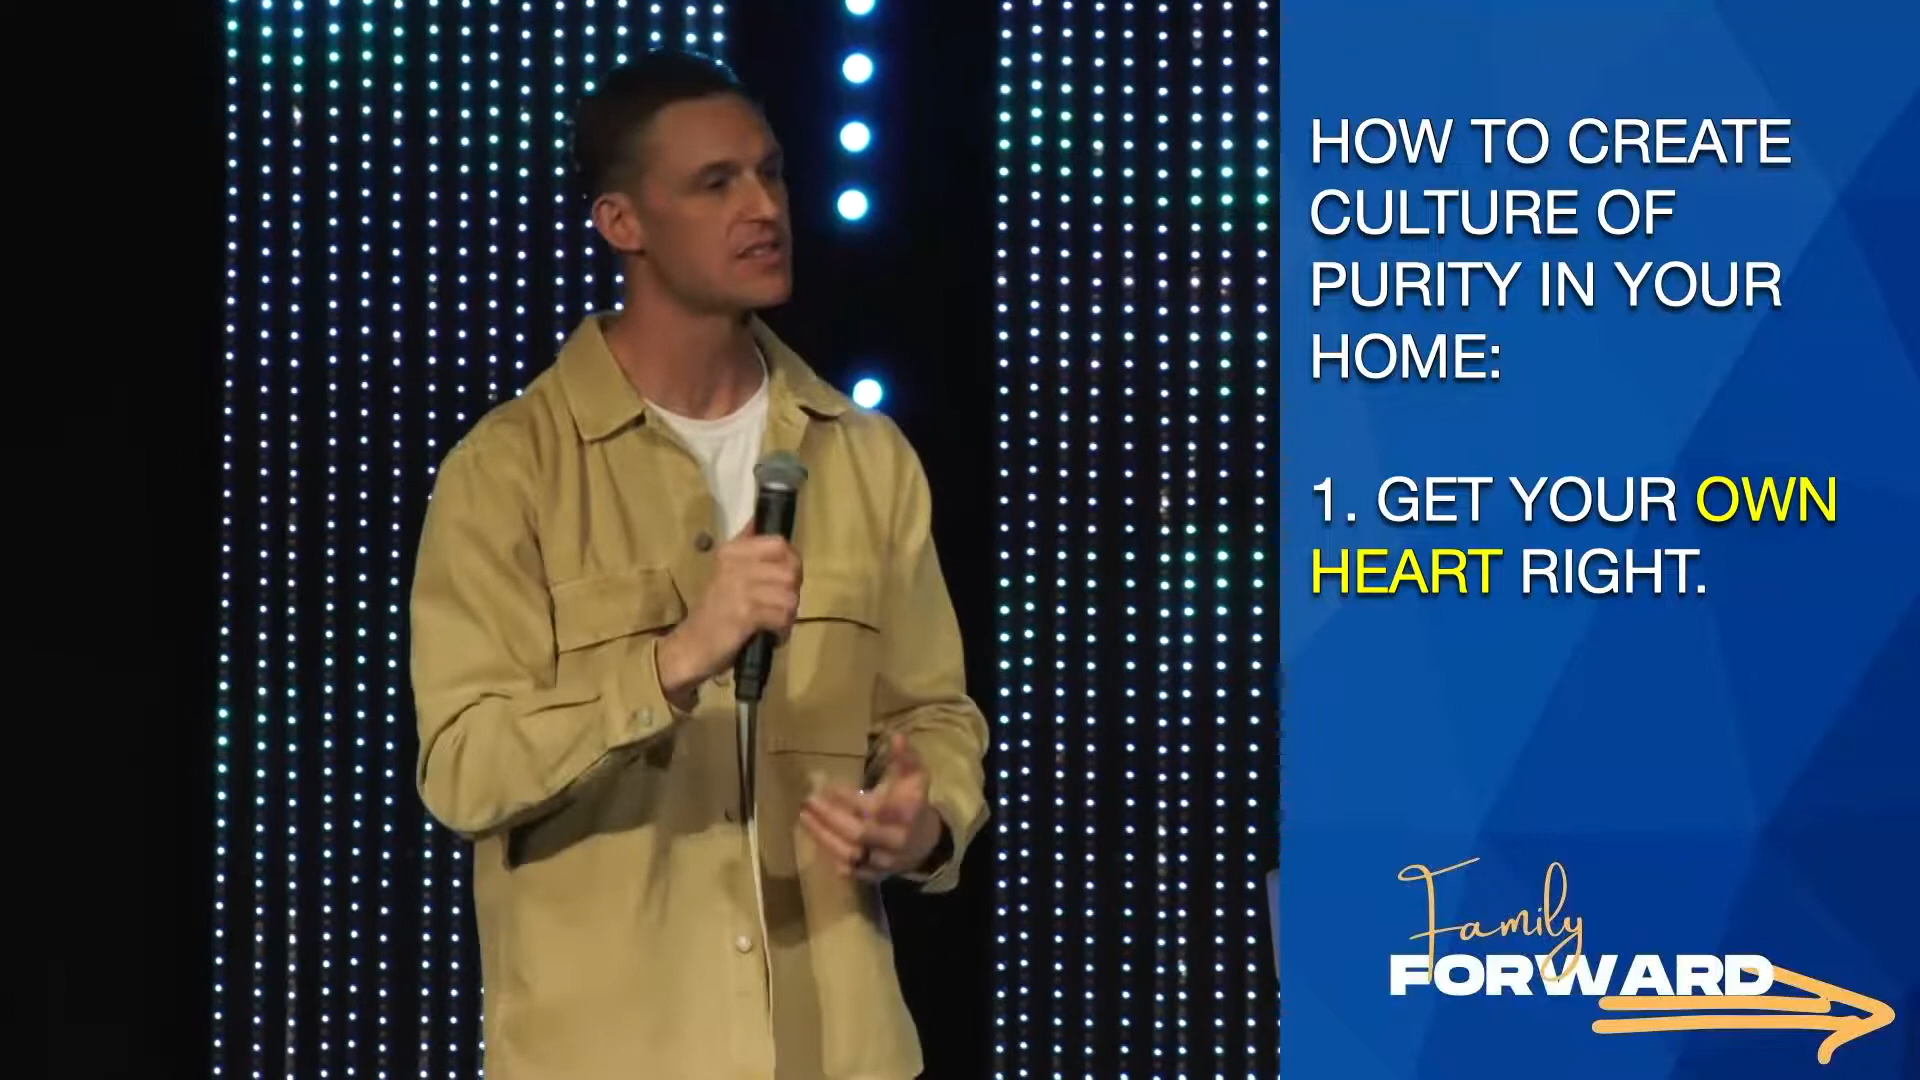 HOW TO CREATE
CULTURE OF
PURITY IN YOUR
HOME:
1. GET YOUR OWN
HEART RIGHT.
Family
FORWARD